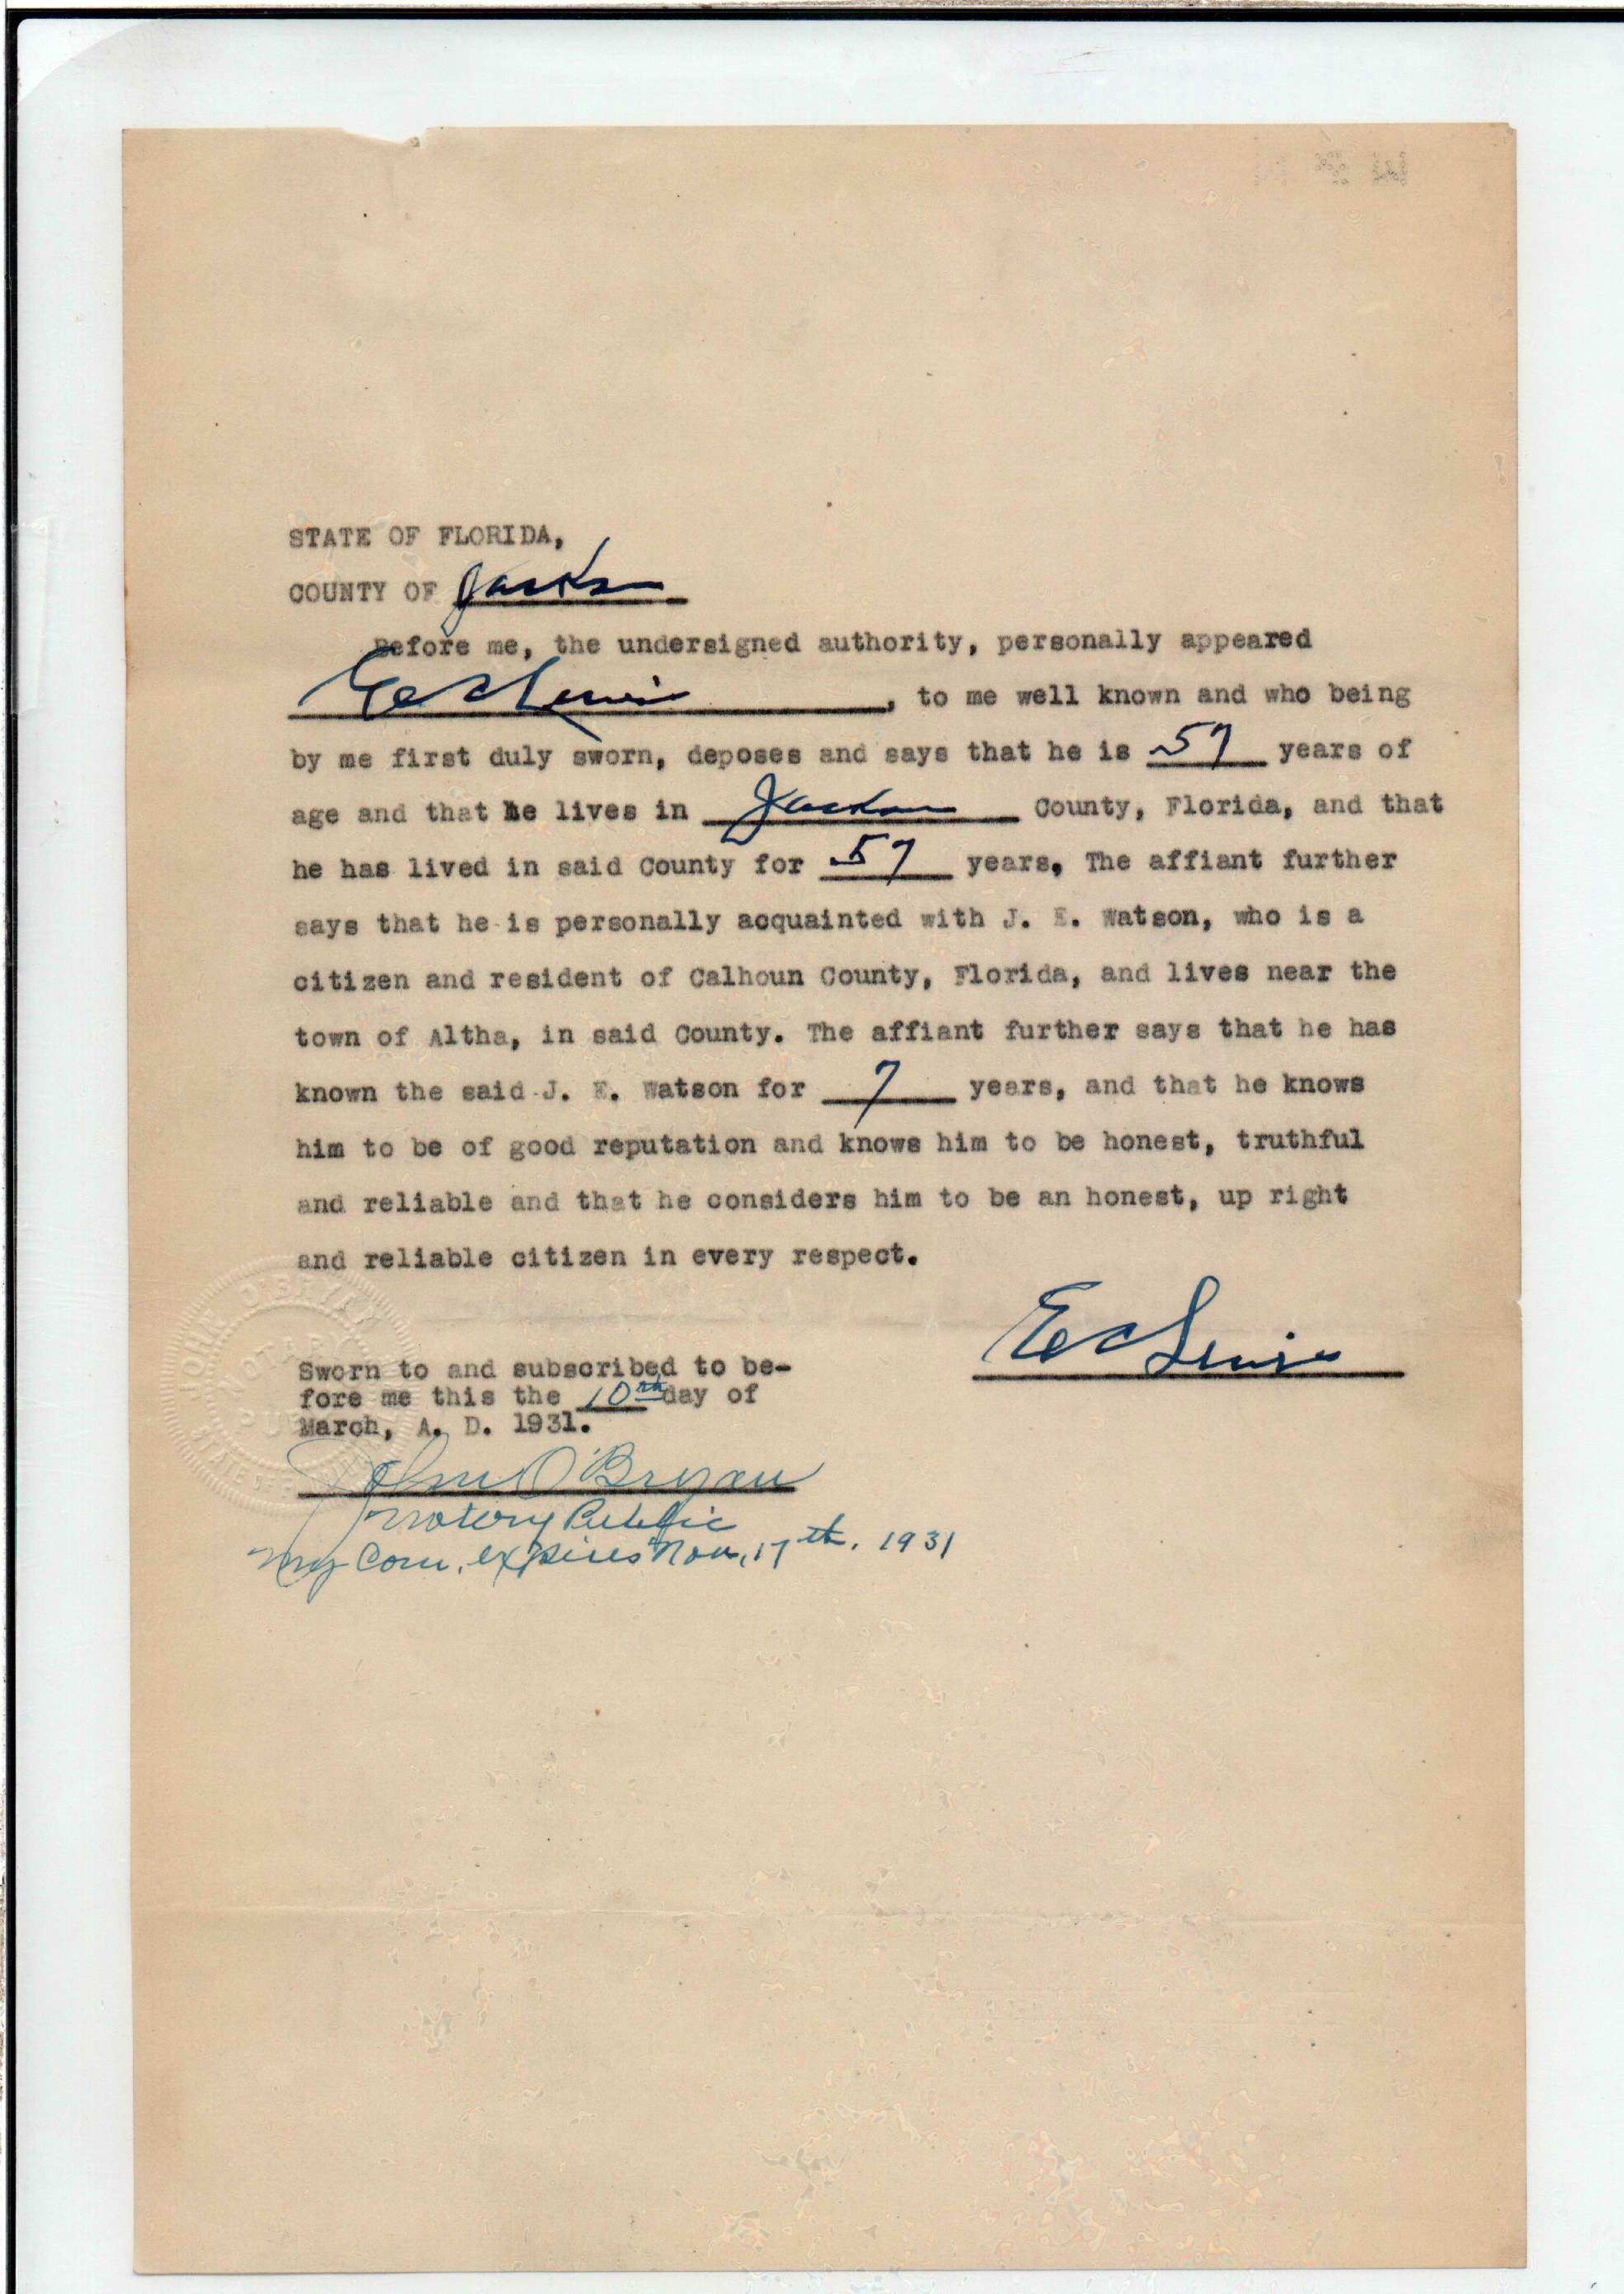 STATE OF FLORIDA,
COUNTY OF Jackson
Before me, the undersigned authority, personally appeared
E C Lewis, to me well known and who being
by me first duly sworn, deposes and says that he is 57 years of
age and that he lives in Jackson County, Florida, and that
he has lived in said County for 57 years. The affiant further
says that he is personally acquainted with J. E. Watson, who is a
citizen and resident of Calhoun County, Florida, and lives near the
town of Altha, in said County. The affiant further says that he has
known the said J. E. Watson for 7 years, and that he knows
him to be of good reputation and knows him to be honest, truthful
and reliable and that he considers him to be an honest, up right
and reliable citizen in every respect.
E C Lewis
Sworn to and subscribed to be-
fore me this the 10th day of
March, A. D. 1931.
John O'Bryan
Notary Public
My Com. expires Nov. 17th. 1931
JOHN O'BRYAN
NOTARY
STATE